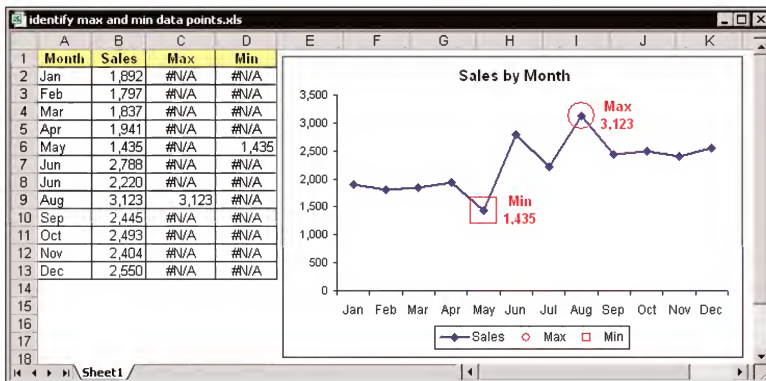 identify max and min data points.xls
A B C D E F G H I J K
1 Month Sales Max Min
2 Jan 1,892 #N/A #N/A
3 Feb 1,797 #N/A #N/A
4 Mar 1,837 #N/A #N/A
5 Apr 1,941 #N/A #N/A
6 May 1,435 #N/A 1,435
7 Jun 2,788 #N/A #N/A
8 Jun 2,220 #N/A #N/A
9 Aug 3,123 3,123 #N/A
10 Sep 2,445 #N/A #N/A
11 Oct 2,493 #N/A #N/A
12 Nov 2,404 #N/A #N/A
13 Dec 2,550 #N/A #N/A
14
15
16
17
18
Sales by Month
3,500
3,000
2,500
2,000
1,500
1,000
500
0
Max
3,123
Min
1,435
Jan Feb Mar Apr May Jun Jul Aug Sep Oct Nov Dec
Sales Max Min
Sheet1